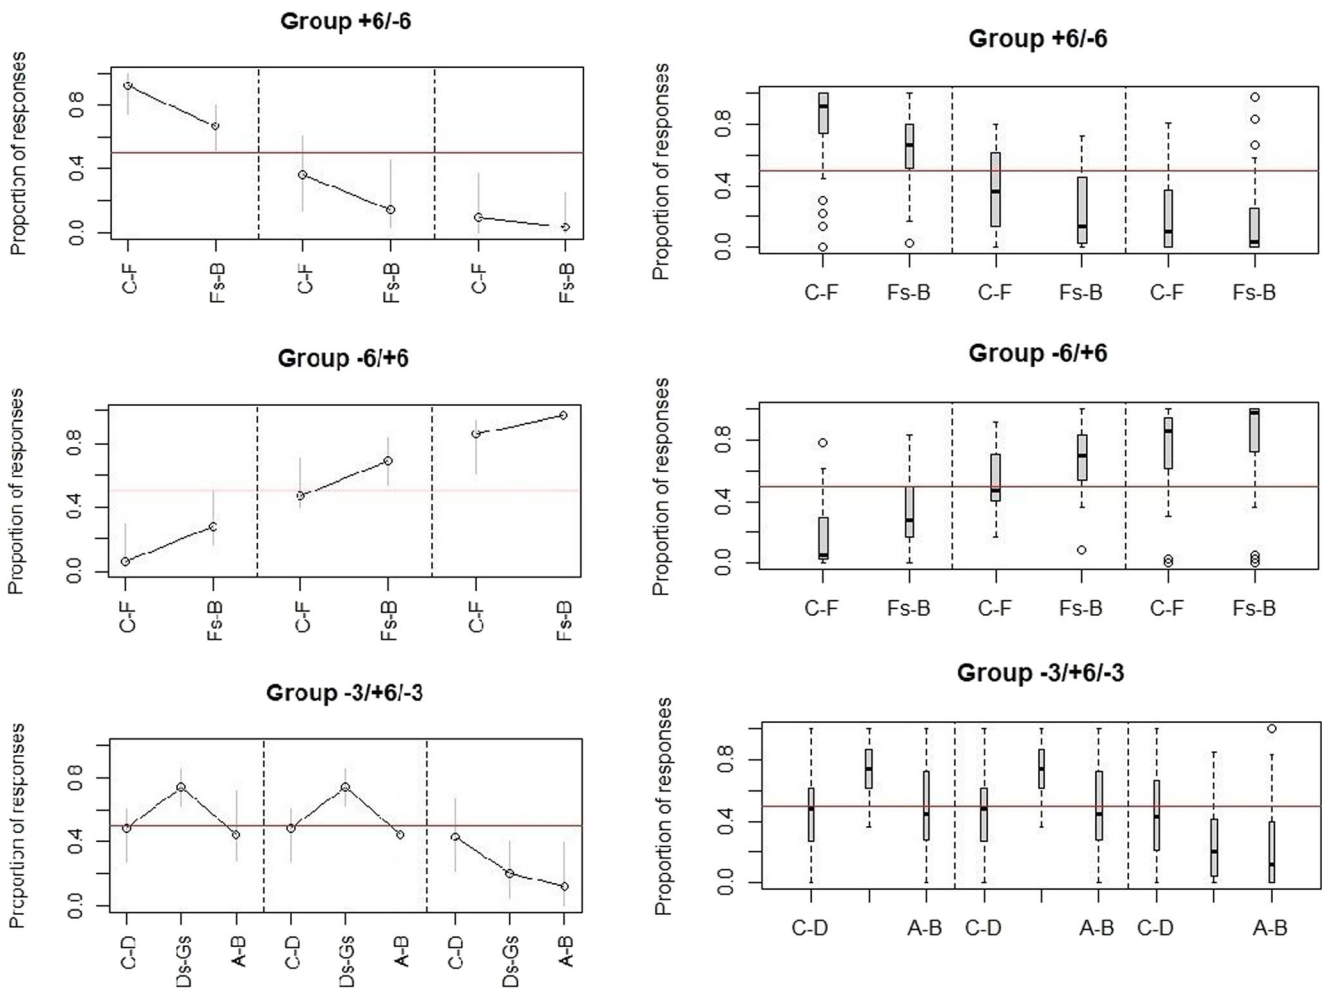 Group +6/-6
Proportion of responses
0.8
0.4
0.0
C-F
Fs-B
C-F
Fs-B
C-F
Fs-B
Group +6/-6
Proportion of responses
0.8
0.4
0.0
C-F
Fs-B
C-F
Fs-B
C-F
Fs-B
Group -6/+6
Proportion of responses
0.8
0.4
0.0
C-F
Fs-B
C-F
Fs-B
C-F
Fs-B
Group -6/+6
Proportion of responses
0.8
0.4
0.0
C-F
Fs-B
C-F
Fs-B
C-F
Fs-B
Group -3/+6/-3
Proportion of responses
0.8
0.4
0.0
C-D
Ds-Gs
A-B
C-D
Ds-Gs
A-B
C-D
Ds-Gs
A-B
Group -3/+6/-3
Proportion of responses
0.8
0.4
0.0
C-D
A-B
C-D
A-B
C-D
A-B